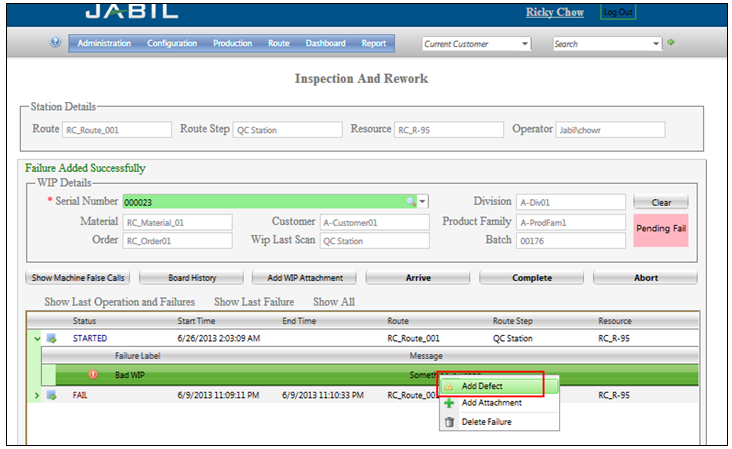 JABIL
Ricky Chow Log Out
Administration Configuration Production Route Dashboard Report Current Customer Search
Inspection And Rework
Station Details
Route RC_Route_001 Route Step QC Station Resource RC_R-95 Operator Jabil\chowr
Failure Added Successfully
WIP Details
* Serial Number 000023 Division A-Div01 Clear
Material RC_Material_01 Customer A-Customer01 Product Family A-ProdFam1 Pending Fail
Order RC_Order01 Wip Last Scan QC Station Batch 00176
Show Machine False Calls Board History Add WIP Attachment Arrive Complete Abort
Show Last Operation and Failures Show Last Failure Show All
Status Start Time End Time Route Route Step Resource
STARTED 6/26/2013 2:03:09 AM RC_Route_001 QC Station RC_R-95
Failure Label Message
Bad WIP
Add Defect
FAIL 6/9/2013 11:09:11 PM 6/9/2013 11:10:33 PM RC_Route_00 RC_R-95
Add Attachment
Delete Failure